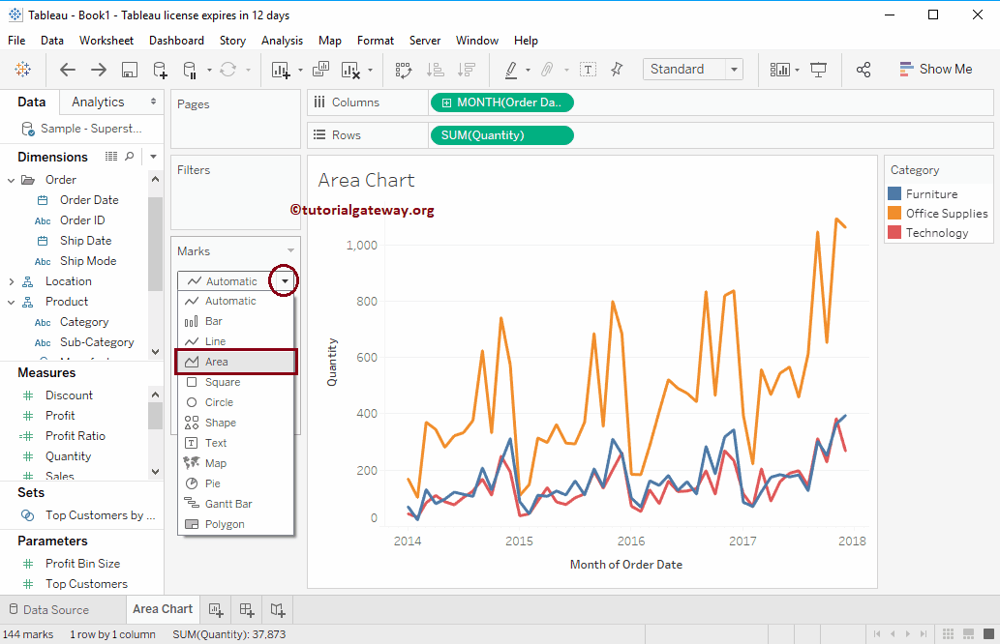 Tableau - Book1 - Tableau license expires in 12 days
File Data Worksheet Dashboard Story Analysis Map Format Server Window Help
Standard
Show Me
Data Analytics
Sample - Superst...
Dimensions
Order
Order Date
Abc Order ID
Ship Date
Abc Ship Mode
Location
Product
Abc Category
Abc Sub-Category
Measures
Discount
Profit
Profit Ratio
Quantity
Sales
Sets
Top Customers by ...
Parameters
Profit Bin Size
Top Customers
Pages
Filters
Marks
Automatic
Automatic
Bar
Line
Area
Square
Circle
Shape
Text
Map
Pie
Gantt Bar
Polygon
Columns MONTH(Order Da..
Rows SUM(Quantity)
Area Chart
©tutorialgateway.org
1,000
800
600
400
200
0
Quantity
2014 2015 2016 2017 2018
Month of Order Date
Category
Furniture
Office Supplies
Technology
Data Source Area Chart
144 marks 1 row by 1 column SUM(Quantity): 37,873